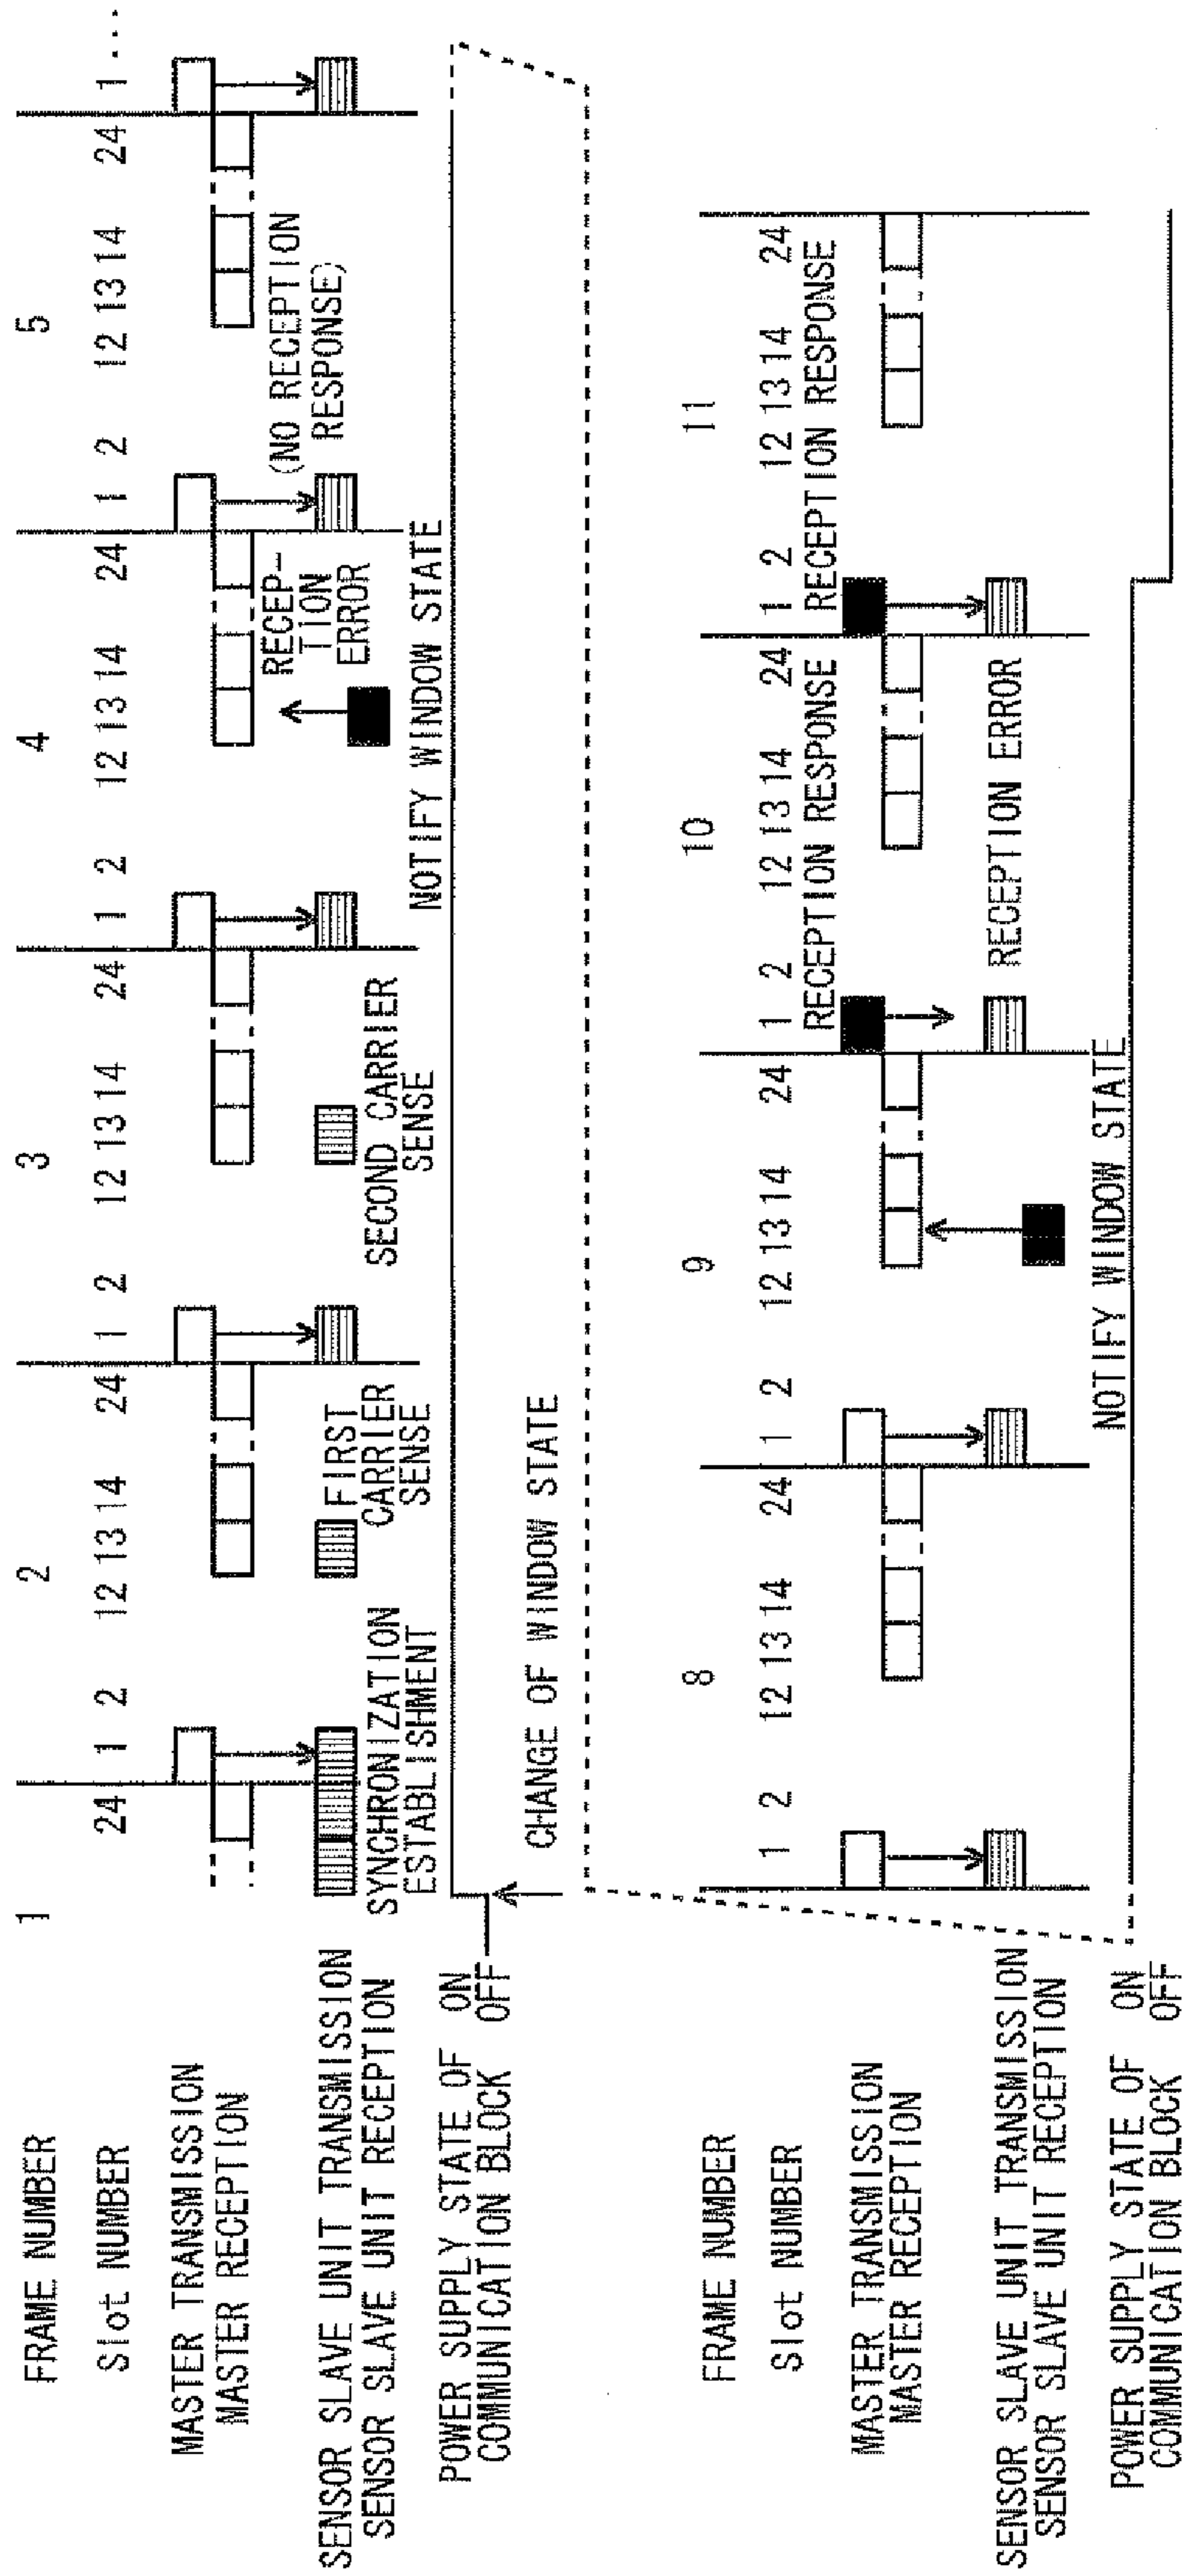 FRAME NUMBER 1 2 3 4 5
Slot NUMBER 24 1 2 12 13 14 24 1 2 12 13 14 24 1 2 12 13 14 24 1 2 12 13 14 24 1 ...
MASTER TRANSMISSION
MASTER RECEPTION
RECEP-
TION
ERROR
(NO RECEPTION
RESPONSE)
SENSOR SLAVE UNIT TRANSMISSION
SENSOR SLAVE UNIT RECEPTION
SYNCHRONIZATION
ESTABLISHMENT
FIRST
CARRIER
SENSE
SECOND CARRIER
SENSE
NOTIFY WINDOW STATE
POWER SUPPLY STATE OF ON
COMMUNICATION BLOCK OFF
CHANGE OF WINDOW STATE
FRAME NUMBER 8 9 10 11
Slot NUMBER 1 2 12 13 14 24 1 2 12 13 14 24 1 2 12 13 14 24 1 2 12 13 14 24
RECEPTION RESPONSE RECEPTION RESPONSE
MASTER TRANSMISSION
MASTER RECEPTION
SENSOR SLAVE UNIT TRANSMISSION
SENSOR SLAVE UNIT RECEPTION
RECEPTION ERROR
NOTIFY WINDOW STATE
POWER SUPPLY STATE OF ON
COMMUNICATION BLOCK OFF